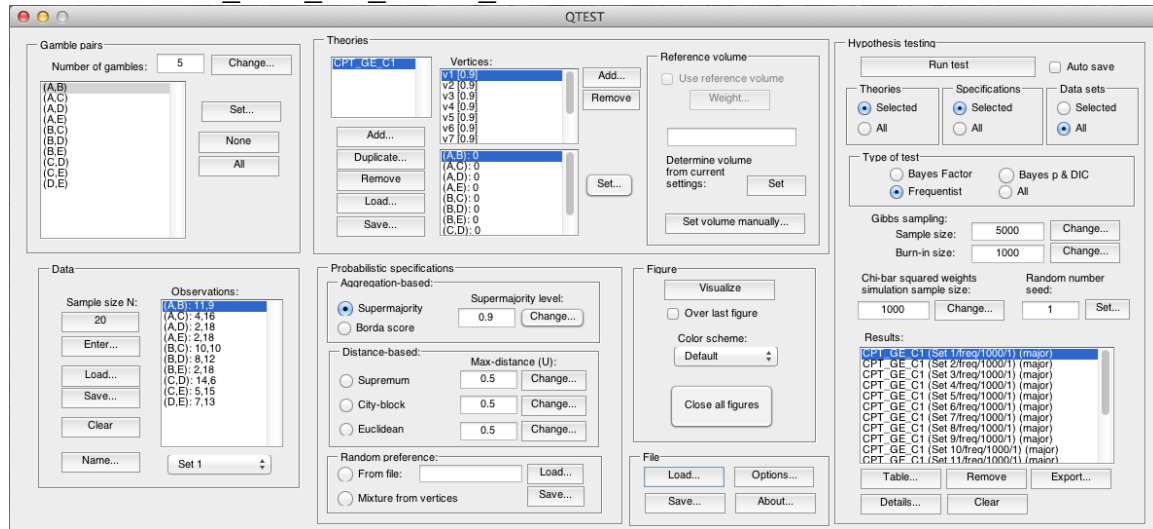 QTEST
Gamble pairs
Number of gambles: 5 Change...
(A,B)
(A,C)
(A,D)
(A,E)
(B,C)
(B,D)
(B,E)
(C,D)
(C,E)
(D,E)
Set...
None
All
Theories
CPT_GE_C1
Add...
Duplicate...
Remove
Load...
Save...
Vertices:
v1 [0.9]
v2 [0.9]
v3 [0.9]
v4 [0.9]
v5 [0.9]
v6 [0.9]
v7 [0.9]
Add...
Remove
(A,B): 0
(A,C): 0
(A,D): 0
(A,E): 0
(B,C): 0
(B,D): 0
(B,E): 0
(C,D): 0
Set...
Reference volume
Use reference volume
Weight...
Determine volume
from current
settings:
Set
Set volume manually...
Hypothesis testing
Run test
Auto save
Theories
Selected
All
Specifications
Selected
All
Data sets
Selected
All
Type of test
Bayes Factor
Bayes p & DIC
Frequentist
All
Gibbs sampling:
Sample size: 5000 Change...
Burn-in size: 1000 Change...
Chi-bar squared weights
simulation sample size:
1000 Change...
Random number
seed:
1 Set...
Results:
CPT_GE_C1 (Set 1/freq/1000/1) (major)
CPT_GE_C1 (Set 2/freq/1000/1) (major)
CPT_GE_C1 (Set 3/freq/1000/1) (major)
CPT_GE_C1 (Set 4/freq/1000/1) (major)
CPT_GE_C1 (Set 5/freq/1000/1) (major)
CPT_GE_C1 (Set 6/freq/1000/1) (major)
CPT_GE_C1 (Set 7/freq/1000/1) (major)
CPT_GE_C1 (Set 8/freq/1000/1) (major)
CPT_GE_C1 (Set 9/freq/1000/1) (major)
CPT_GE_C1 (Set 10/freq/1000/1) (major)
CPT_GE_C1 (Set 11/freq/1000/1) (major)
Table... Remove Export...
Details... Clear
Data
Sample size N:
20
Enter...
Load...
Save...
Clear
Name...
Observations:
(A,B): 11,9
(A,C): 4,16
(A,D): 2,18
(A,E): 2,18
(B,C): 10,10
(B,D): 8,12
(B,E): 2,18
(C,D): 14,6
(C,E): 5,15
(D,E): 7,13
Set 1
Probabilistic specifications
Aggregation-based:
Supermajority
Borda score
Supermajority level:
0.9 Change...
Distance-based:
Max-distance (U):
Supremum 0.5 Change...
City-block 0.5 Change...
Euclidean 0.5 Change...
Random preference:
From file: Load...
Mixture from vertices Save...
Figure
Visualize
Over last figure
Color scheme:
Default
Close all figures
File
Load... Options...
Save... About...